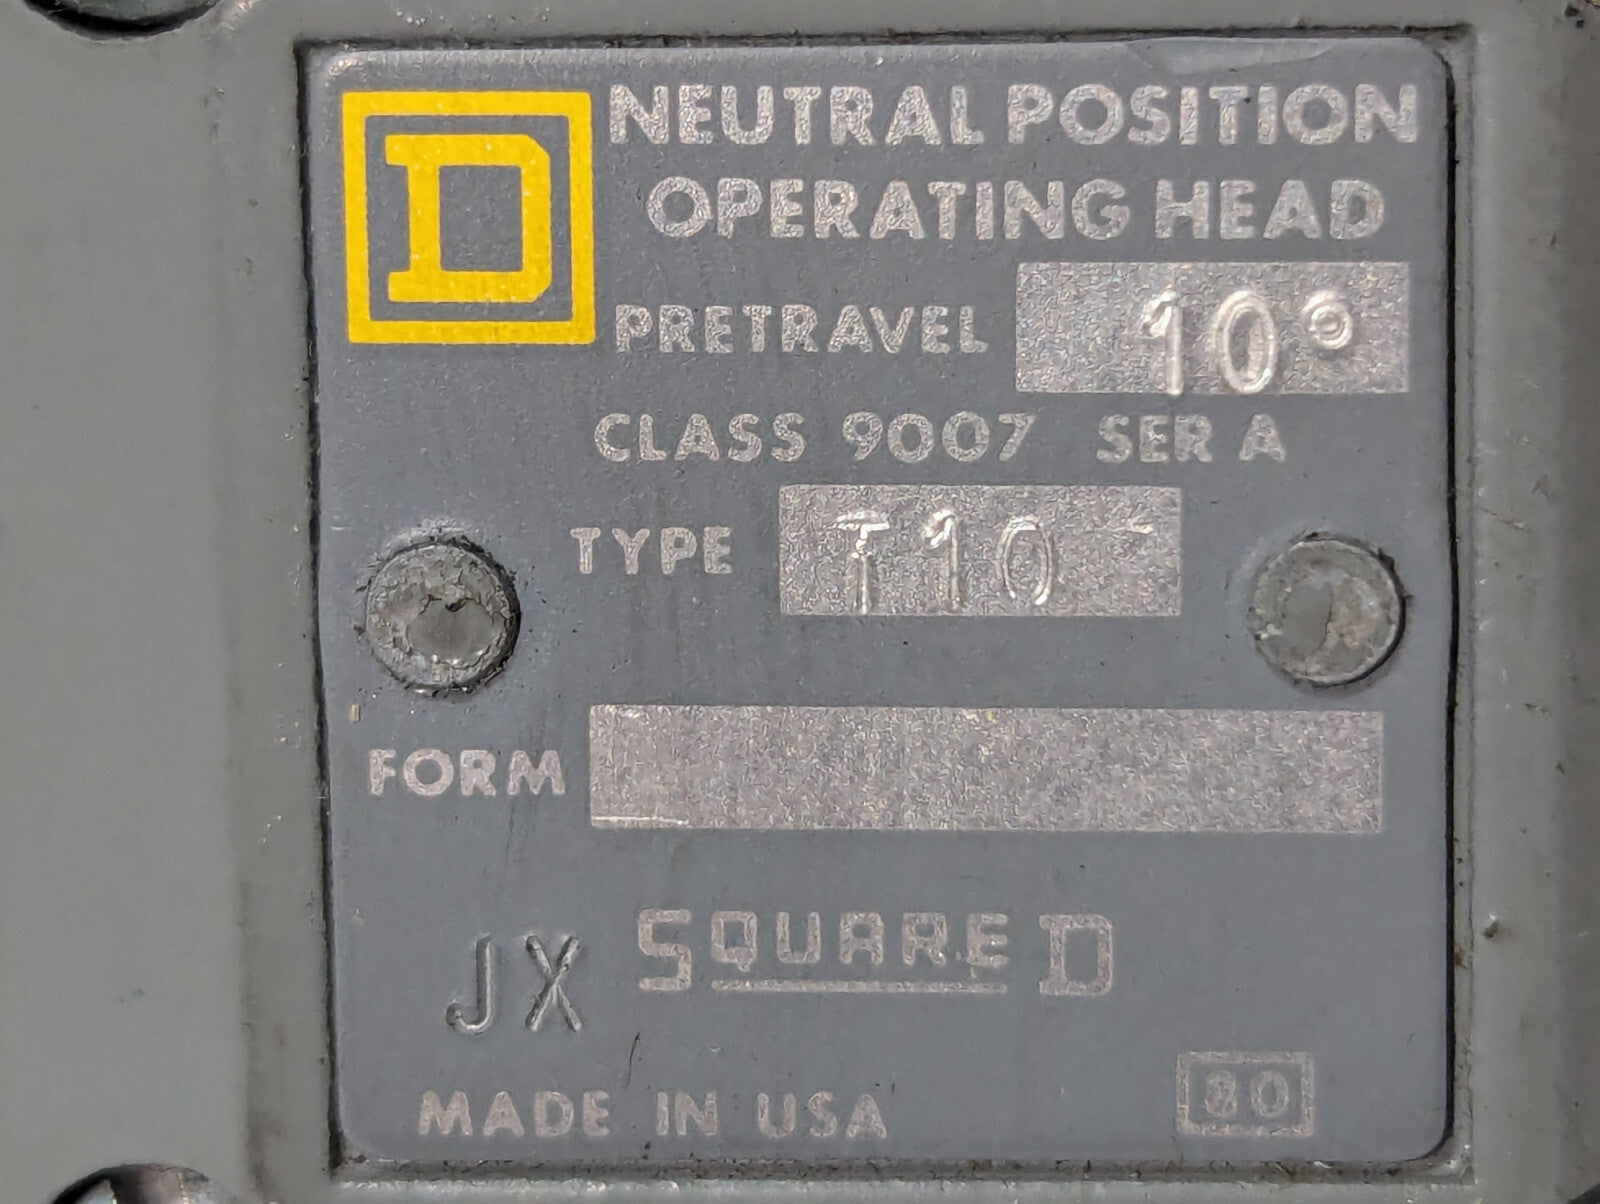 D
NEUTRAL POSITION
OPERATING HEAD
PRETRAVEL 10°
CLASS 9007 SER A
TYPE T10
FORM
JX SQUARE D
MADE IN USA 80